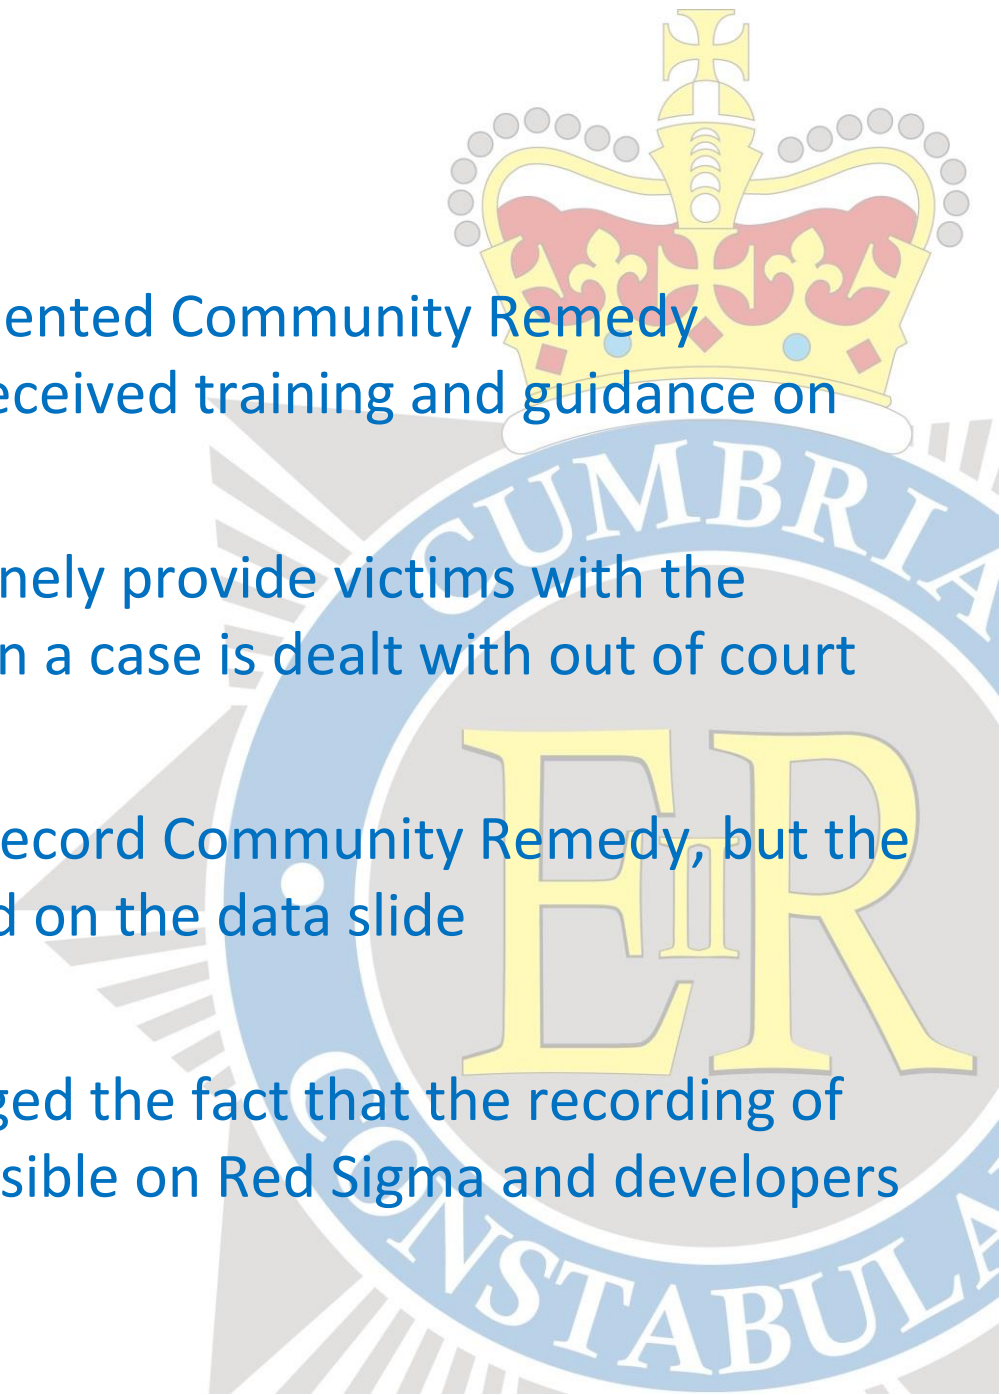 ented Community Remedy
eceived training and guidance on
nely provide victims with the
n a case is dealt with out of court
ecord Community Remedy, but the
d on the data slide
ged the fact that the recording of
sible on Red Sigma and developers
CUMBRIA
EIIR
CONSTABULA